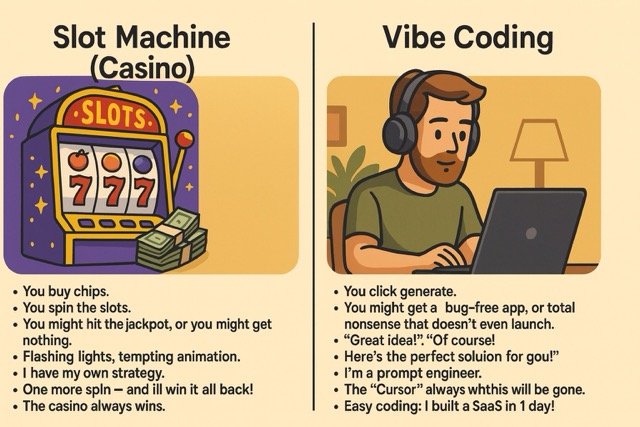 Slot Machine
(Casino)
SLOTS
7 7 7
• You buy chips.
• You spin the slots.
• You might hit the jackpot, or you might get
nothing.
• Flashing lights, tempting animation.
• I have my own strategy.
• One more spln – and ill win it all back!
• The casino always wins.
Vibe Coding
• You click generate.
• You might get a bug–free app, or total
nonsense that doesn't even launch.
• “Great idea!”. “Of course!
• Here's the perfect soluion for gou!”
• I'm a prompt engineer.
• The “Cursor” always whthis will be gone.
• Easy coding: I built a SaaS in 1 day!